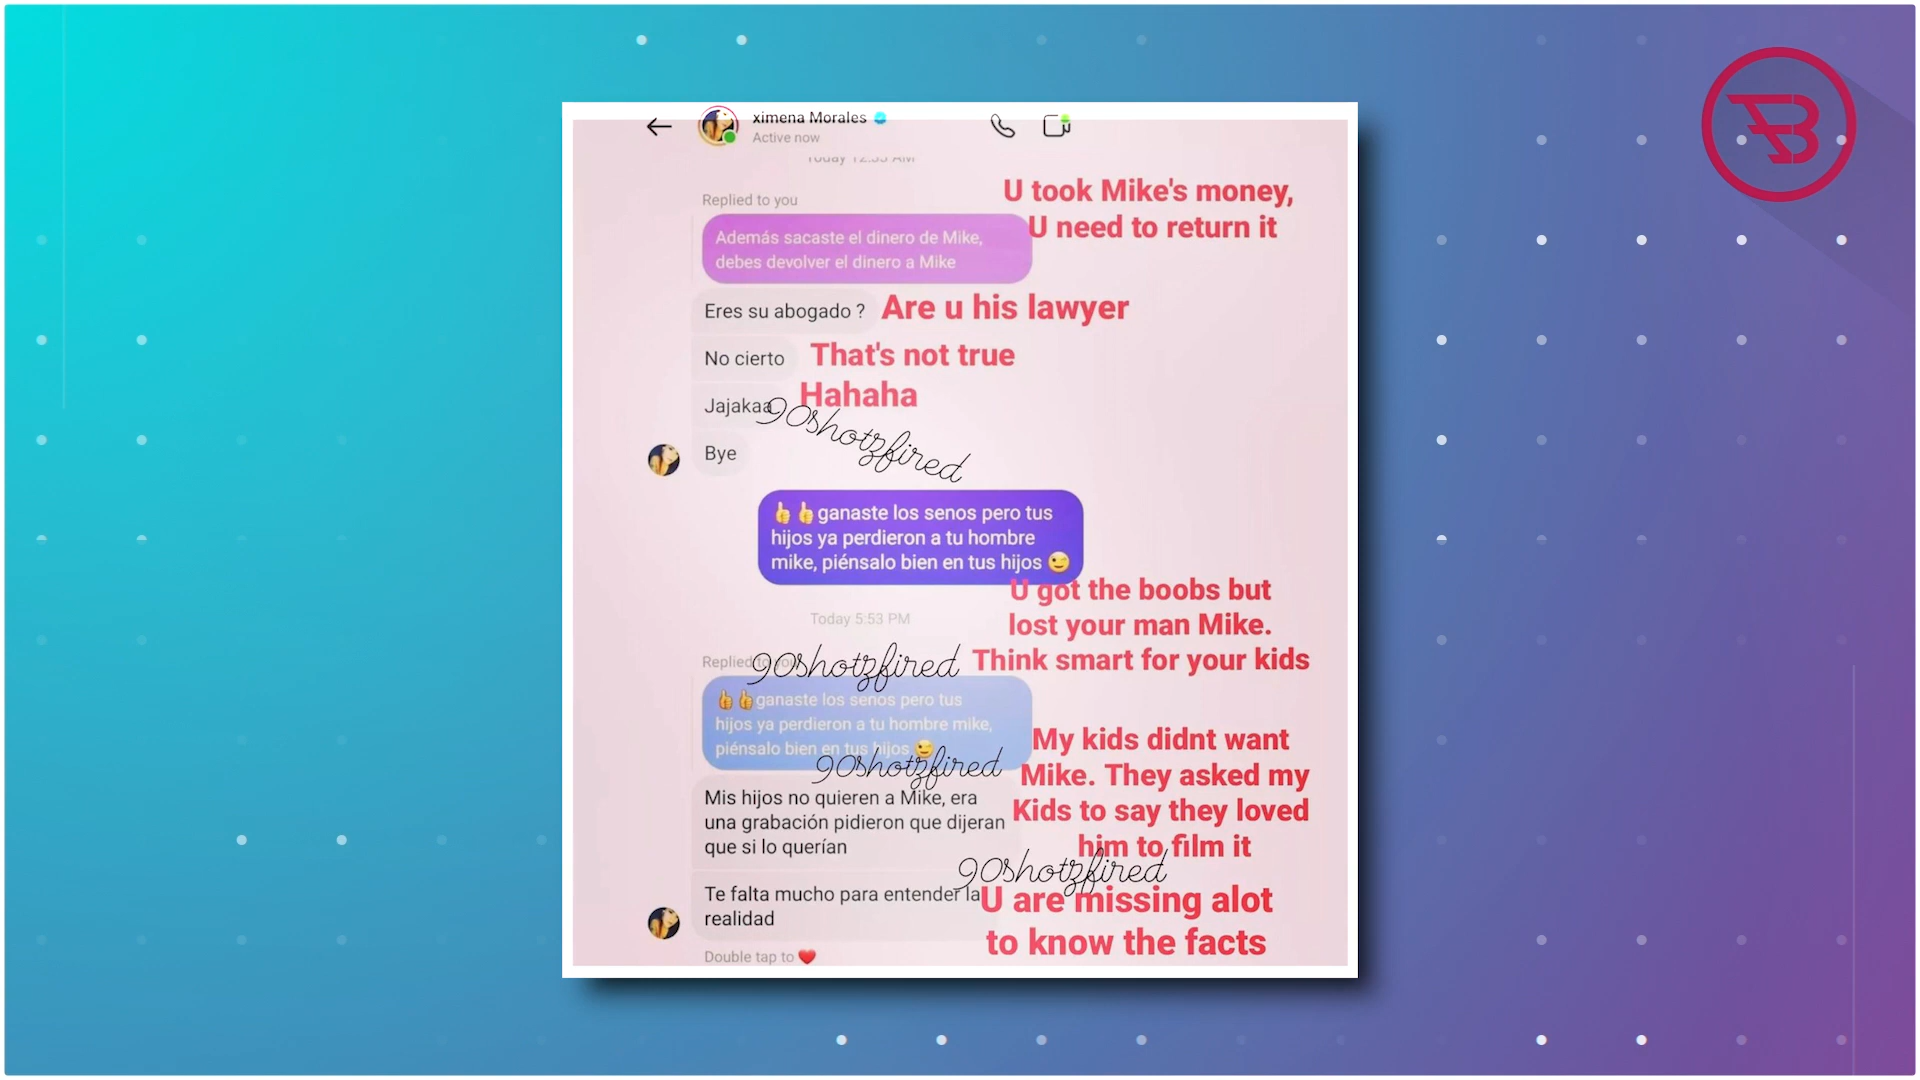 ximena Morales
Active now
Today 12:53 AM
Replied to you
U took Mike's money,
U need to return it
Además sacaste el dinero de Mike,
debes devolver el dinero a Mike
Eres su abogado ? Are u his lawyer
No cierto That's not true
Jajakaa Hahaha
90shotzfired
Bye
👍👍ganaste los senos pero tus
hijos ya perdieron a tu hombre
mike, piénsalo bien en tus hijos 😉
U got the boobs but
lost your man Mike.
Think smart for your kids
Today 5:53 PM
Replied to you
90shotzfired
👍👍ganaste los senos pero tus
hijos ya perdieron a tu hombre mike,
piénsalo bien en tus hijos 😉
90shotzfired
My kids didnt want
Mike. They asked my
Kids to say they loved
him to film it
Mis hijos no quieren a Mike, era
una grabación pidieron que dijeran
que si lo querían
90shotzfired
Te falta mucho para entender la
realidad
U are missing alot
to know the facts
Double tap to ❤️
B